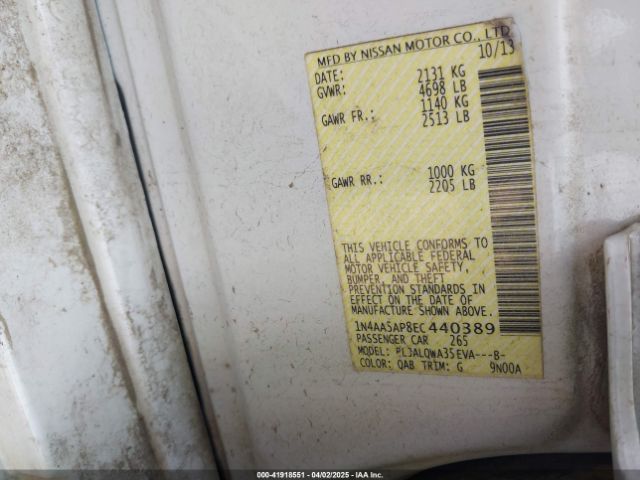 MFD BY NISSAN MOTOR CO., LTD
DATE: 10/13
GVWR: 2131 KG
4698 LB
GAWR FR.: 1140 KG
2513 LB
GAWR RR.: 1000 KG
2205 LB
THIS VEHICLE CONFORMS TO
ALL APPLICABLE FEDERAL
MOTOR VEHICLE SAFETY,
BUMPER, AND THEFT
PREVENTION STANDARDS IN
EFFECT ON THE DATE OF
MANUFACTURE SHOWN ABOVE.
1N4AA5AP8EC440389
PASSENGER CAR 265
MODEL: PL3ALQWA35EVA---B-
COLOR: QAB TRIM: G 9N00A
000-41918551 | 04/02/2025 | IAA Inc.